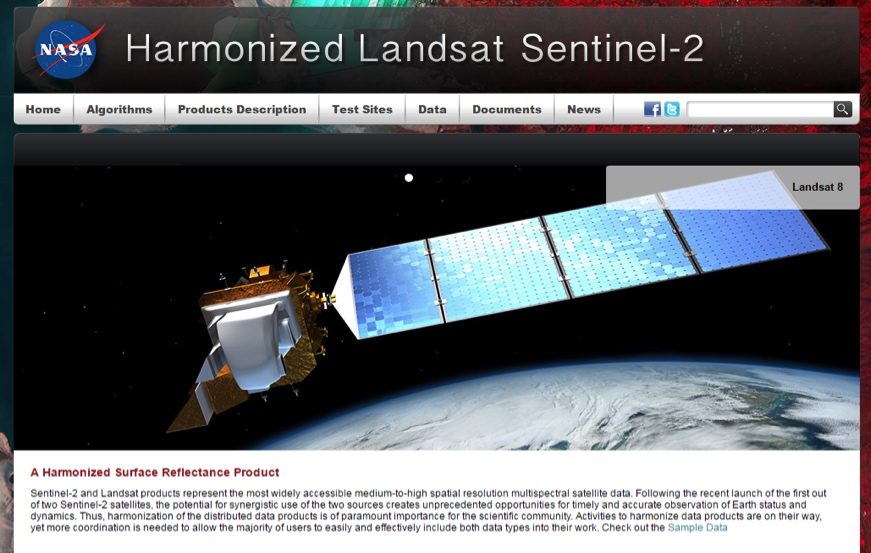 NASA
Harmonized Landsat Sentinel-2
Home Algorithms Products Description Test Sites Data Documents News
Landsat 8
A Harmonized Surface Reflectance Product
Sentinel-2 and Landsat products represent the most widely accessible medium-to-high spatial resolution multispectral satellite data. Following the recent launch of the first out
of two Sentinel-2 satellites, the potential for synergistic use of the two sources creates unprecedented opportunities for timely and accurate observation of Earth status and
dynamics. Thus, harmonization of the distributed data products is of paramount importance for the scientific community. Activities to harmonize data products are on their way,
yet more coordination is needed to allow the majority of users to easily and effectively include both data types into their work. Check out the Sample Data